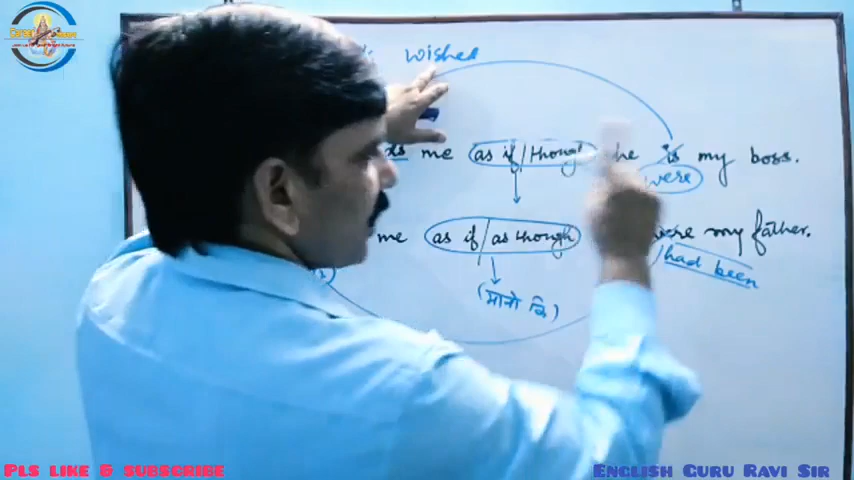 wished
me as if/though he is my boss.
were
me as if/as though were my father.
had been
(मानो कि)
PLS LIKE & SUBSCRIBE
ENGLISH GURU RAVI SIR